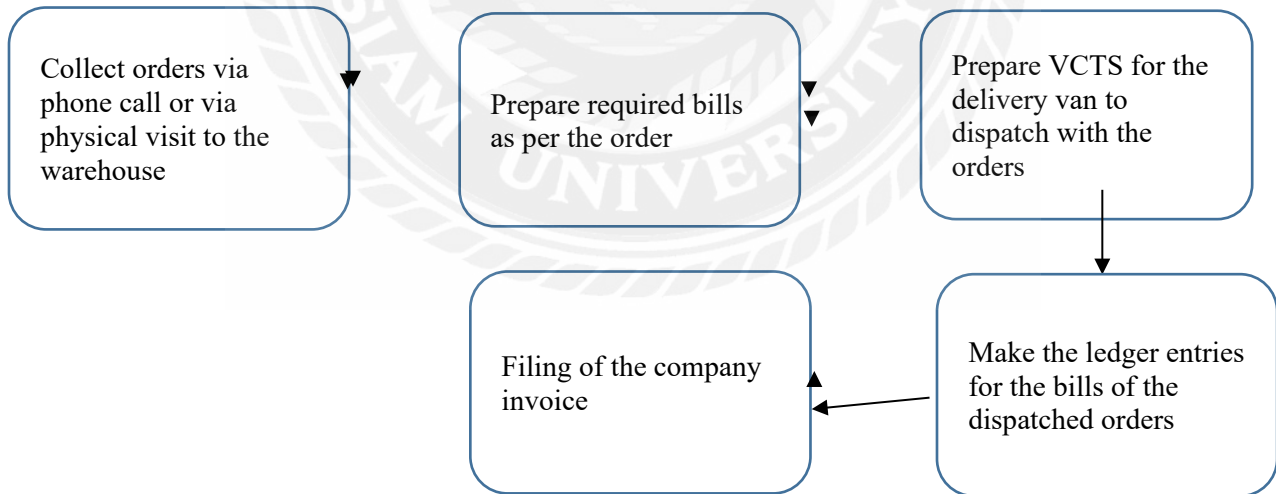 Collect orders via
phone call or via
physical visit to the
warehouse
Prepare required bills
as per the order
Prepare VCTS for the
delivery van to
dispatch with the
orders
Make the ledger entries
for the bills of the
dispatched orders
Filing of the company
invoice
SIAM UNIVERSITY